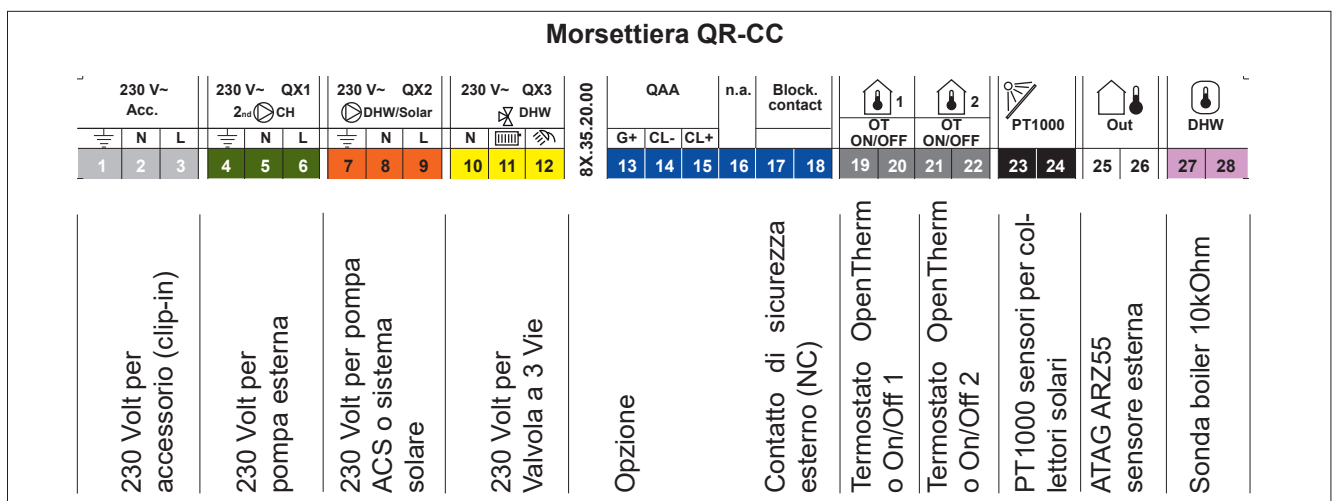 Morsettiera QR-CC
230 V~
Acc.
N L
1 2 3
230 V~ QX1
2nd CH
N L
4 5 6
230 V~ QX2
DHW/Solar
N L
7 8 9
230 V~ QX3
DHW
N
10 11 12
8X.35.20.00
QAA
G+ CL- CL+
13 14 15
n.a.
16
Block.
contact
17 18
1
OT
ON/OFF
19 20
2
OT
ON/OFF
21 22
PT1000
23 24
Out
25 26
DHW
27 28
230 Volt per
accessorio (clip-in)
230 Volt per
pompa esterna
230 Volt per pompa
ACS o sistema
solare
230 Volt per
Valvola a 3 Vie
Opzione
Contatto di sicurezza
esterno (NC)
Termostato OpenTherm
o On/Off 1
Termostato OpenTherm
o On/Off 2
PT1000 sensori per col-
lettori solari
ATAG ARZ55
sensore esterna
Sonda boiler 10kOhm